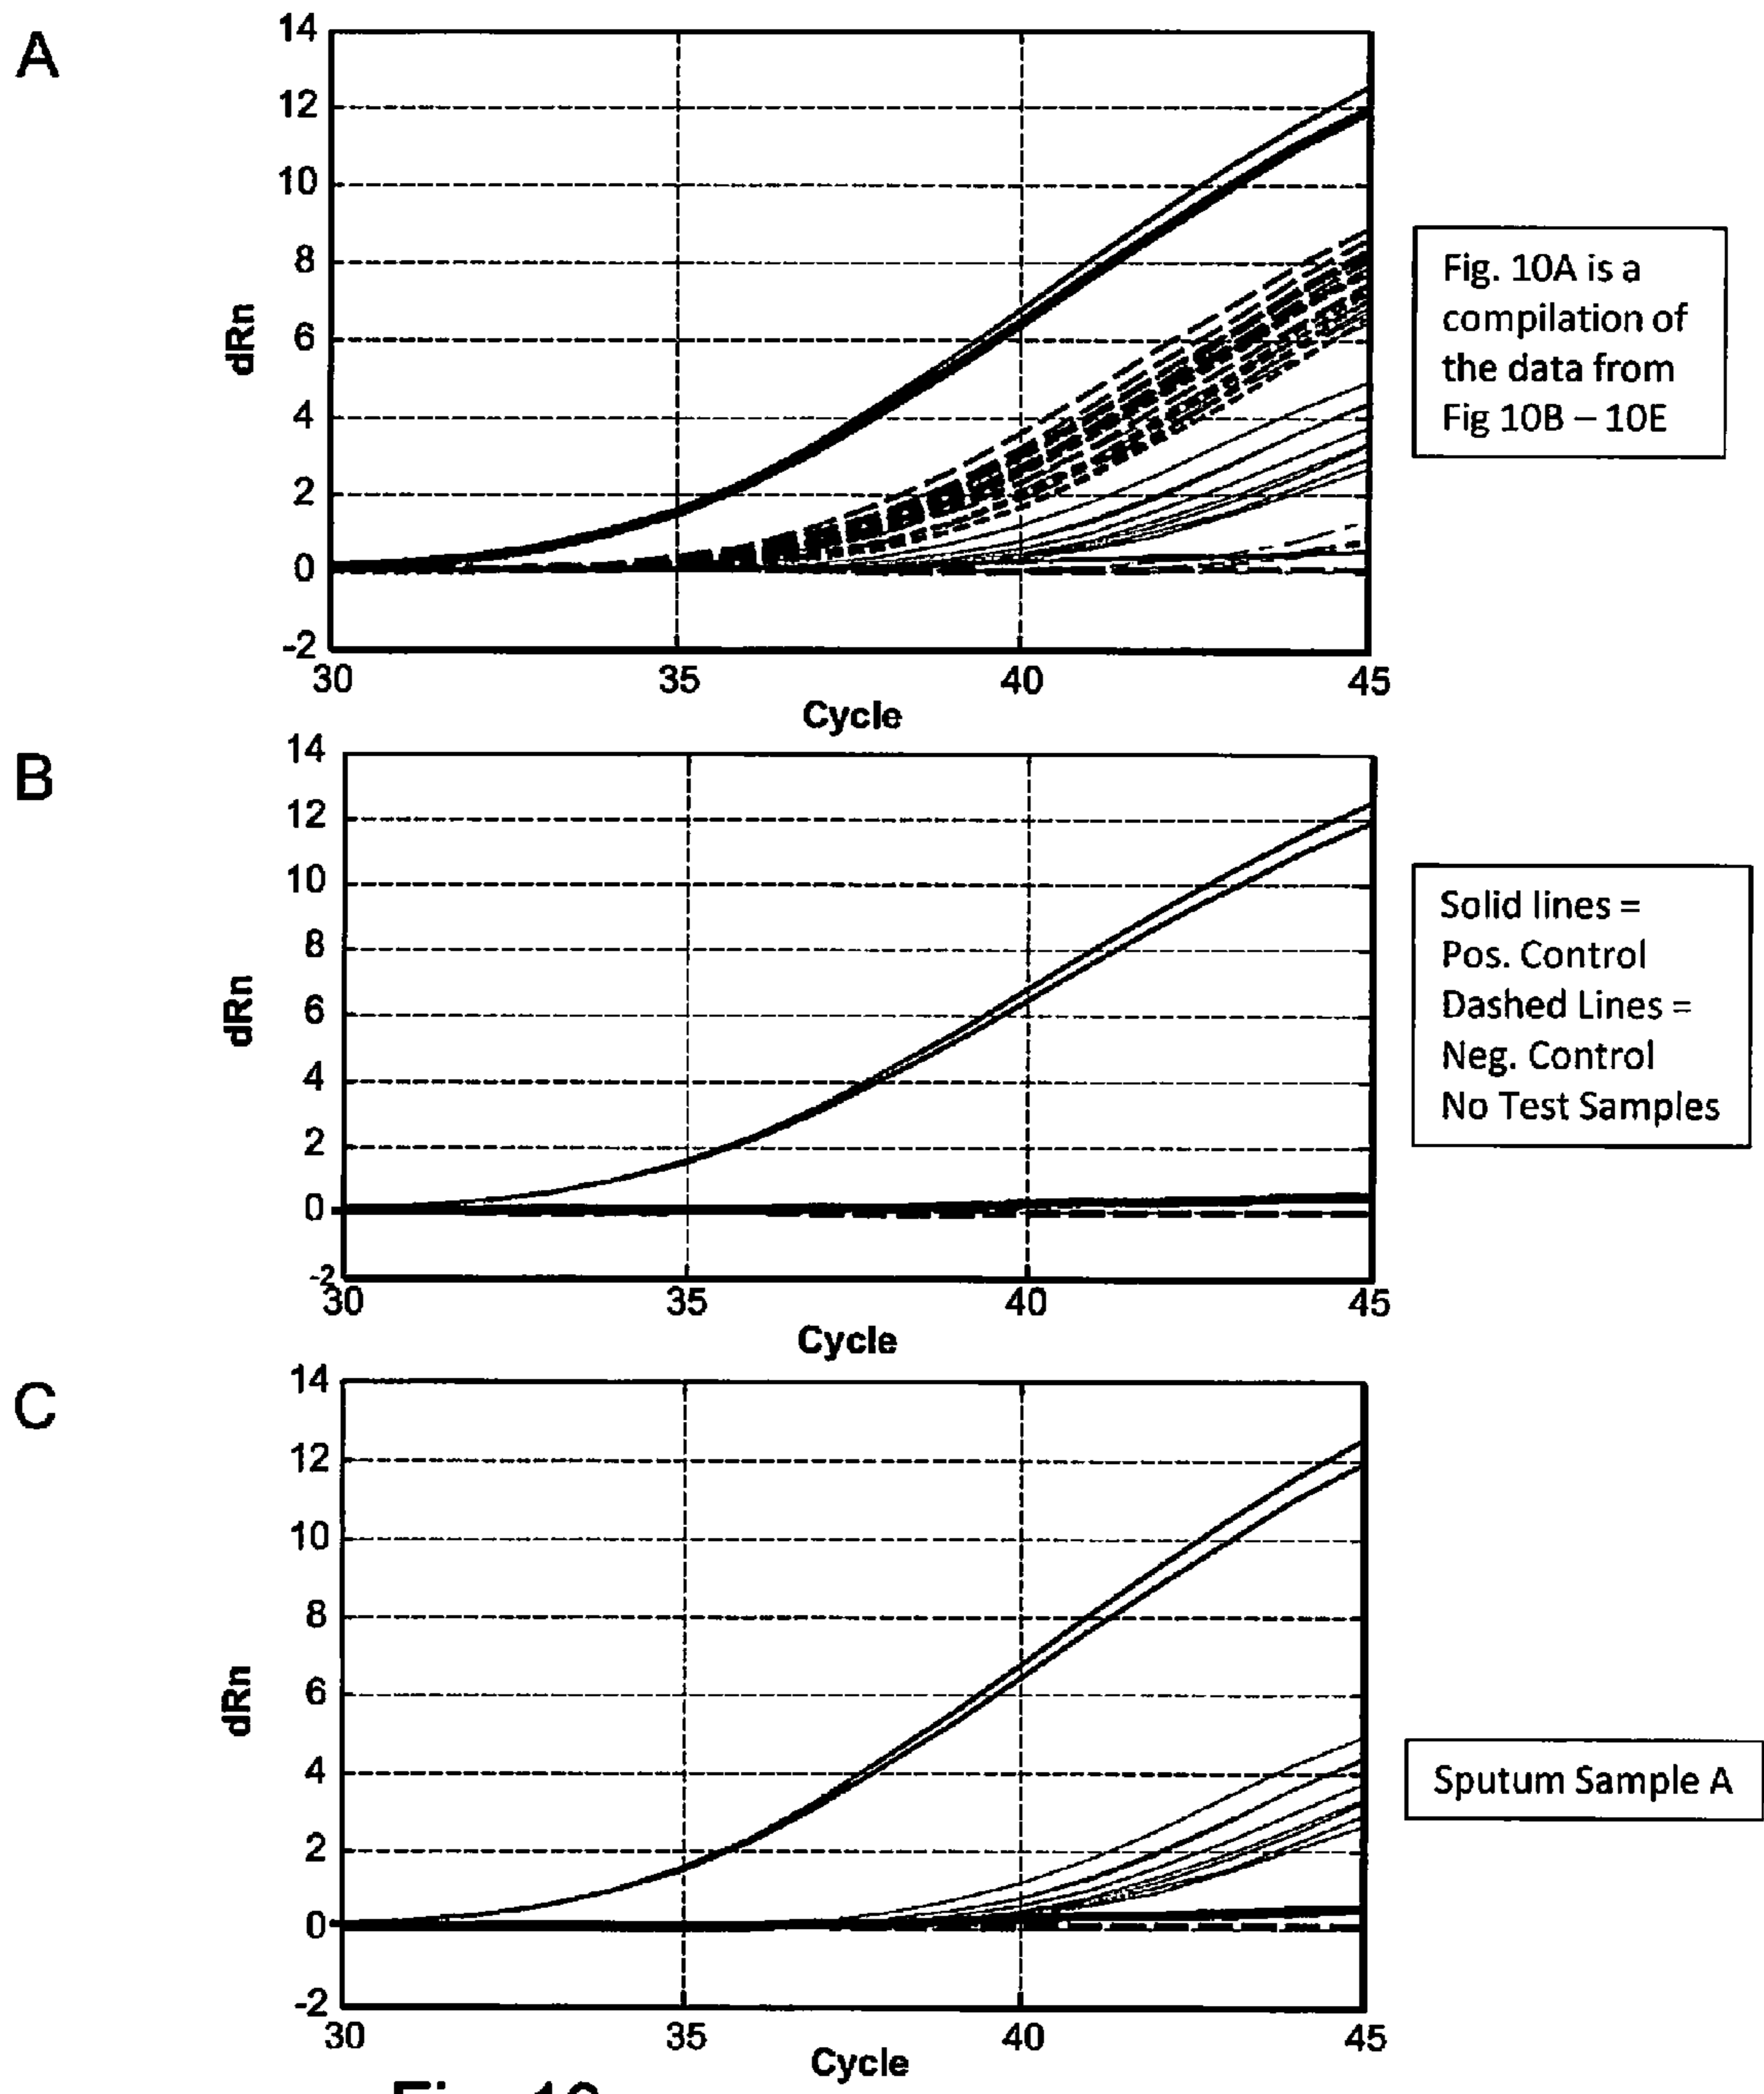 A
14
12
10
8
6
4
2
0
-2
dRn
30 35 40 45
Cycle
Fig. 10A is a
compilation of
the data from
Fig 10B – 10E
B
14
12
10
8
6
4
2
0
-2
dRn
30 35 40 45
Cycle
Solid lines =
Pos. Control
Dashed Lines =
Neg. Control
No Test Samples
C
14
12
10
8
6
4
2
0
-2
dRn
30 35 40 45
Cycle
Sputum Sample A